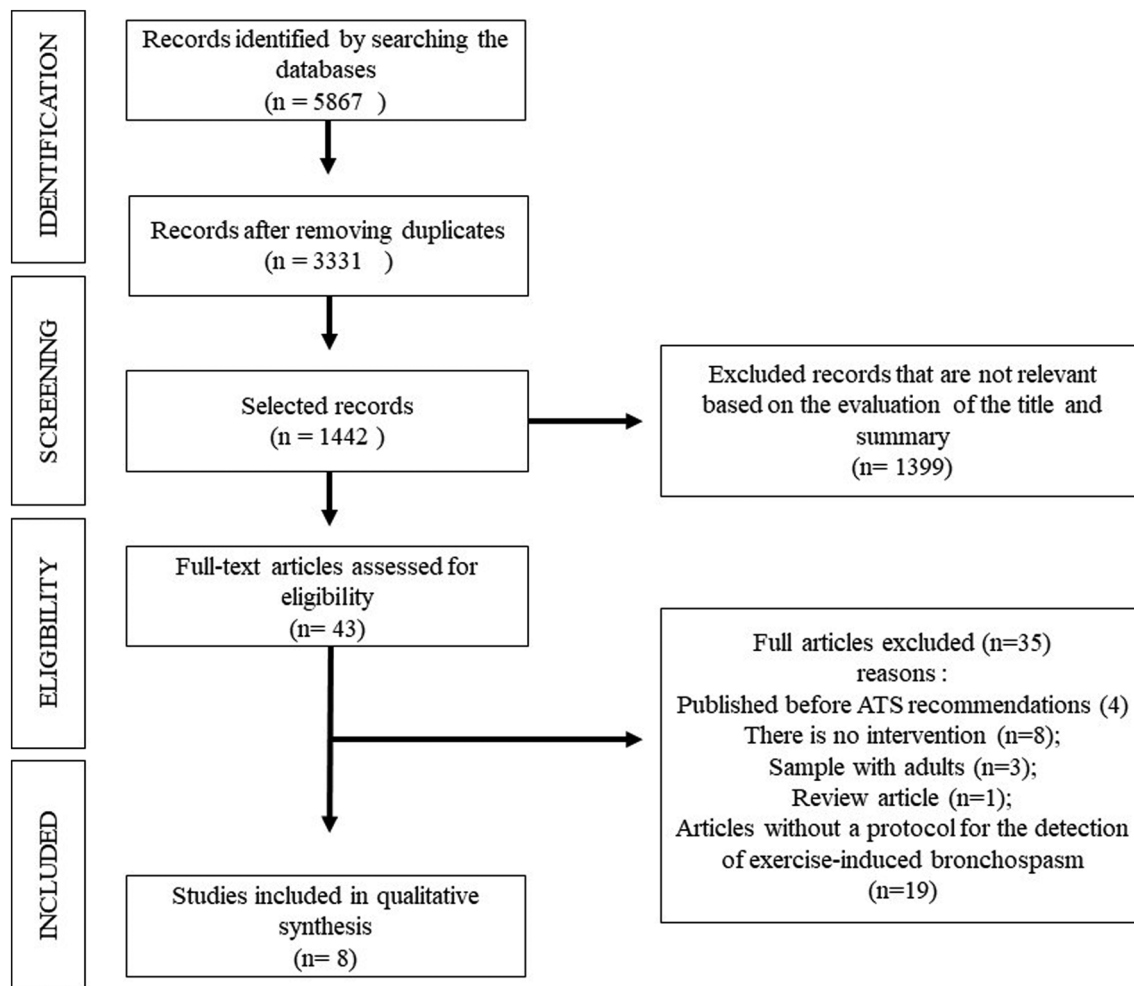 IDENTIFICATION
Records identified by searching the
databases
(n = 5867 )
Records after removing duplicates
(n = 3331 )
SCREENING
Selected records
(n = 1442 )
Excluded records that are not relevant
based on the evaluation of the title and
summary
(n= 1399)
ELIGIBILITY
Full-text articles assessed for
eligibility
(n= 43)
Full articles excluded (n=35)
reasons :
Published before ATS recommendations (4)
There is no intervention (n=8);
Sample with adults (n=3);
Review article (n=1);
Articles without a protocol for the detection
of exercise-induced bronchospasm
(n=19)
INCLUDED
Studies included in qualitative
synthesis
(n= 8)